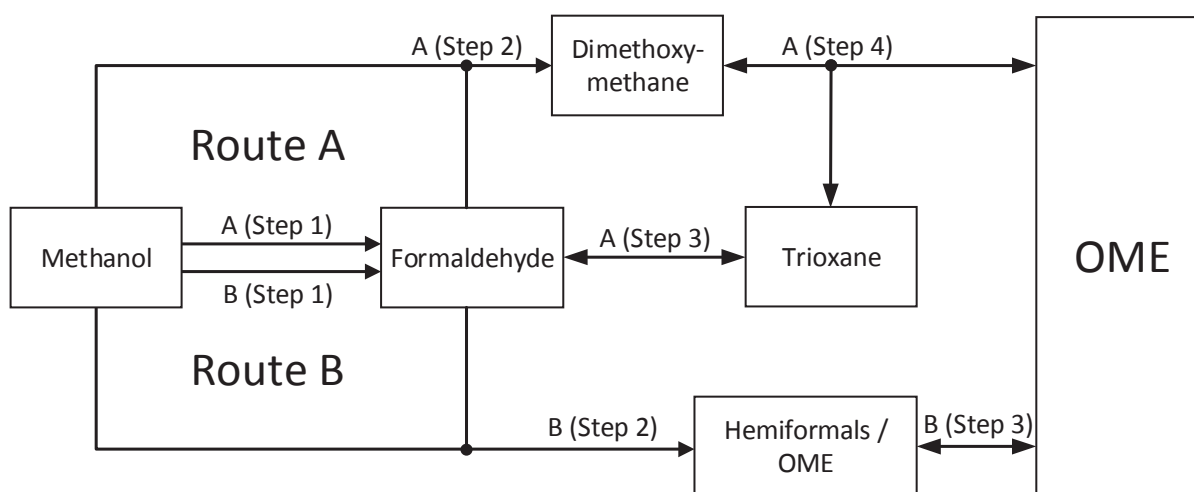 A (Step 2)
Dimethoxy-
methane
A (Step 4)
Route A
Methanol
A (Step 1)
B (Step 1)
Formaldehyde
A (Step 3)
Trioxane
OME
Route B
B (Step 2)
Hemiformals /
OME
B (Step 3)